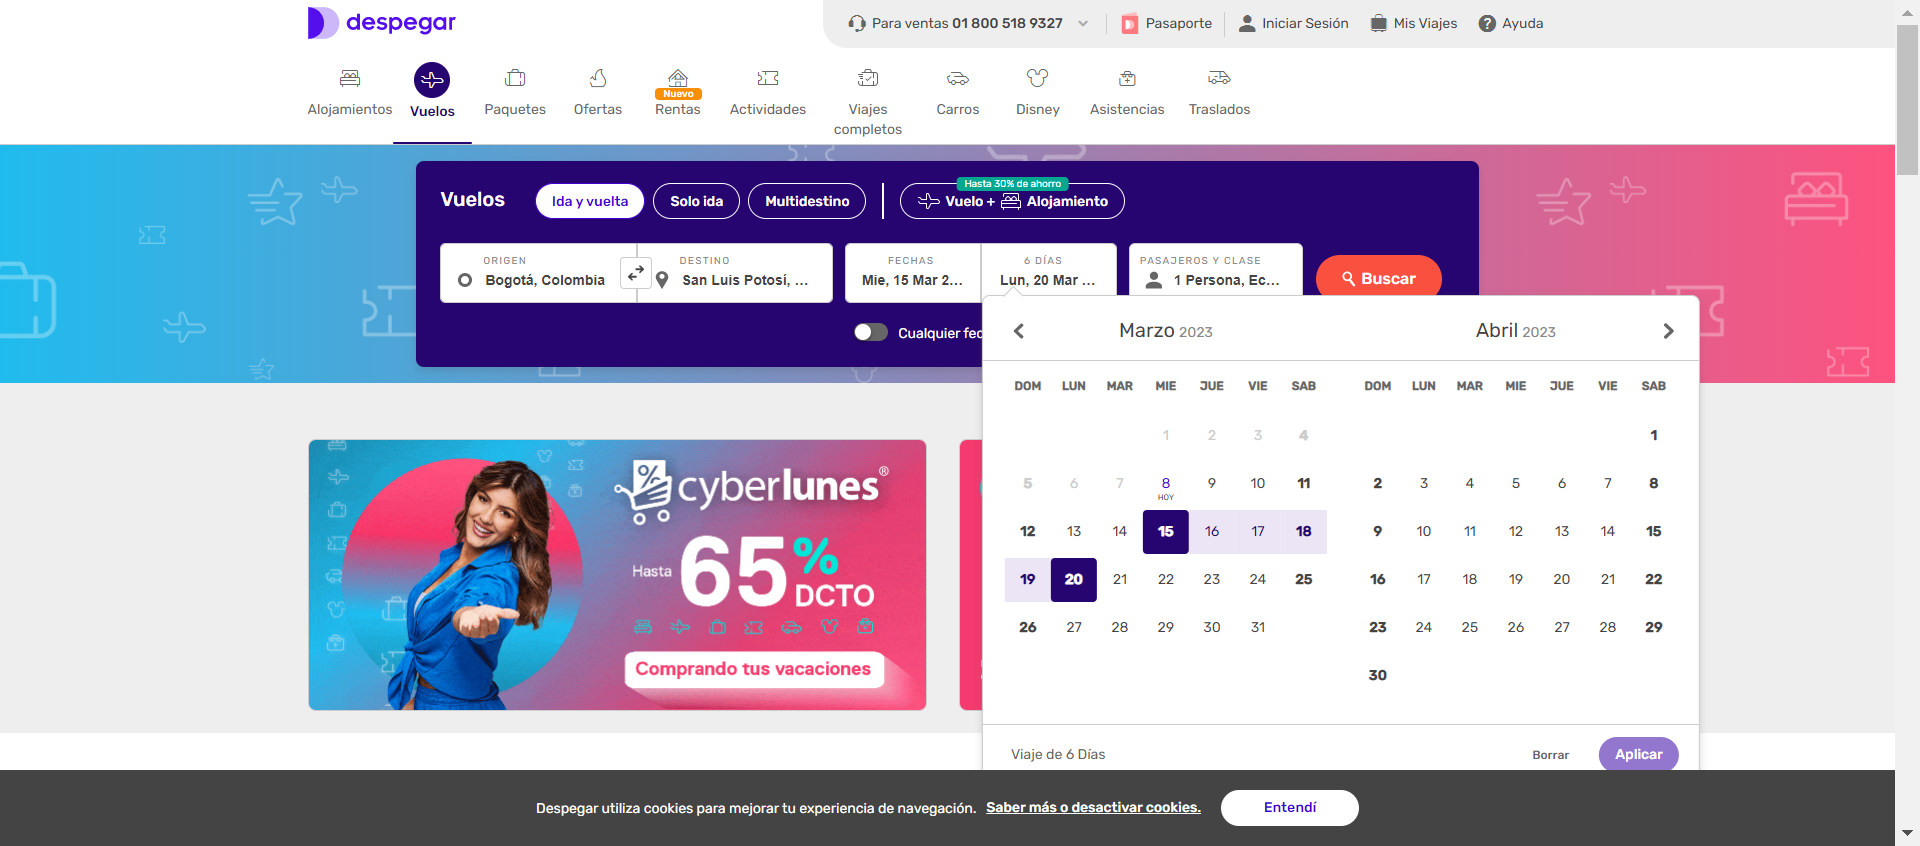 despegar
Para ventas 01 800 518 9327
Pasaporte
Iniciar Sesión
Mis Viajes
Ayuda
Alojamientos
Vuelos
Paquetes
Ofertas
Nuevo
Rentas
Actividades
Viajes
completos
Carros
Disney
Asistencias
Traslados
Vuelos
Ida y vuelta
Solo ida
Multidestino
Hasta 30% de ahorro
Vuelo + Alojamiento
ORIGEN
Bogotá, Colombia
DESTINO
San Luis Potosí, ...
FECHAS
Mie, 15 Mar 2...
6 DÍAS
Lun, 20 Mar ...
PASAJEROS Y CLASE
1 Persona, Ec...
Buscar
Cualquier fec
Marzo 2023
DOM LUN MAR MIE JUE VIE SAB
1 2 3 4
5 6 7 8 9 10 11
HOY
12 13 14 15 16 17 18
19 20 21 22 23 24 25
26 27 28 29 30 31
Abril 2023
DOM LUN MAR MIE JUE VIE SAB
1
2 3 4 5 6 7 8
9 10 11 12 13 14 15
16 17 18 19 20 21 22
23 24 25 26 27 28 29
30
Viaje de 6 Días
Borrar
Aplicar
cyberlunes®
Hasta 65% DCTO
Comprando tus vacaciones
Despegar utiliza cookies para mejorar tu experiencia de navegación. Saber más o desactivar cookies.
Entendí